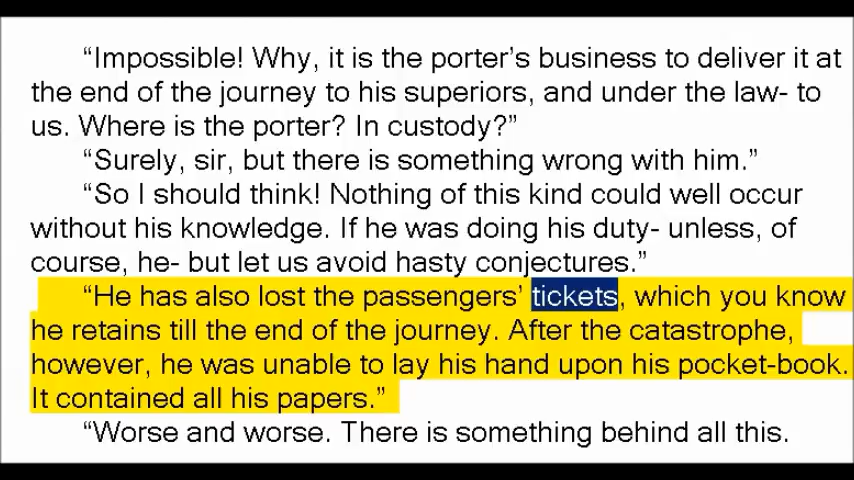 “Impossible! Why, it is the porter’s business to deliver it at
the end of the journey to his superiors, and under the law- to
us. Where is the porter? In custody?”
“Surely, sir, but there is something wrong with him.”
“So I should think! Nothing of this kind could well occur
without his knowledge. If he was doing his duty- unless, of
course, he- but let us avoid hasty conjectures.”
“He has also lost the passengers’ tickets, which you know
he retains till the end of the journey. After the catastrophe,
however, he was unable to lay his hand upon his pocket-book.
It contained all his papers.”
“Worse and worse. There is something behind all this.